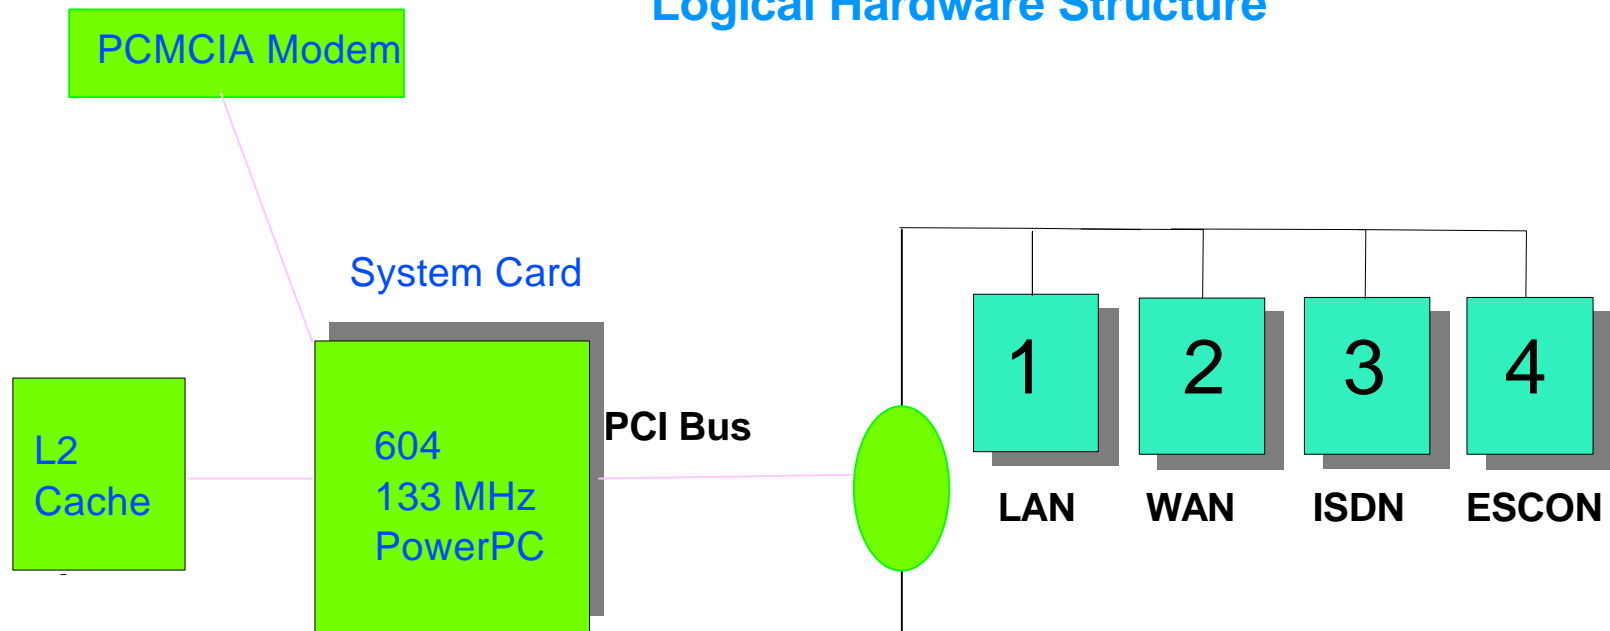 Logical Hardware Structure
PCMCIA Modem
System Card
L2
Cache
604
133 MHz
PowerPC
PCI Bus
1
2
3
4
LAN
WAN
ISDN
ESCON